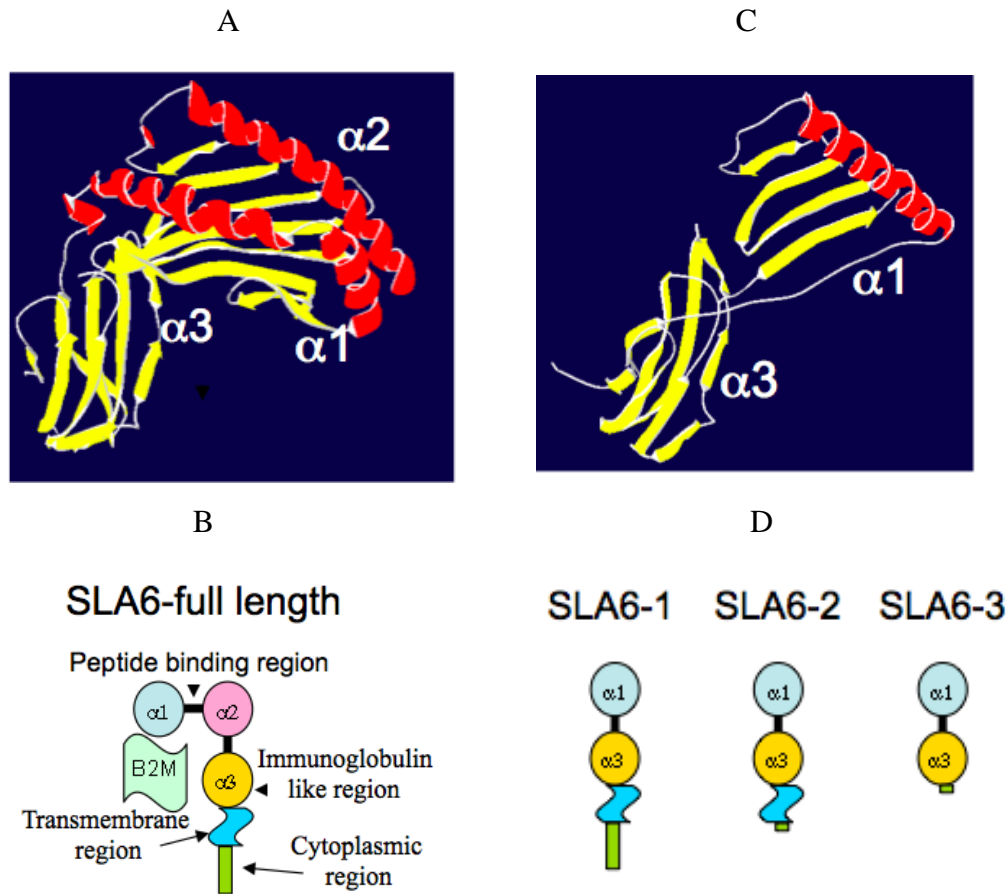 A
C
α2
α3
α1
α1
α3
B
D
SLA6-full length
Peptide binding region
α1
α2
B2M
α3
Immunoglobulin
like region
Transmembrane
region
Cytoplasmic
region
SLA6-1
SLA6-2
SLA6-3
α1
α1
α1
α3
α3
α3